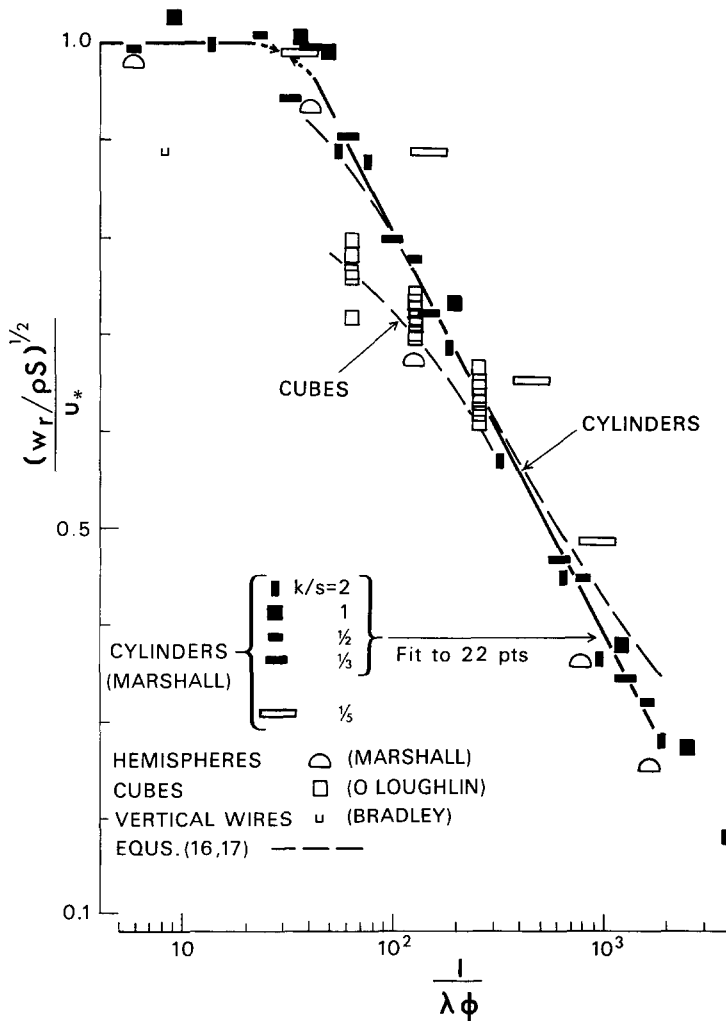 1.0
0.5
0.1
(w_r/ρS)^1/2
u_*
CUBES
CYLINDERS
k/s=2
1
½
⅓
⅕
CYLINDERS
(MARSHALL)
Fit to 22 pts
HEMISPHERES (MARSHALL)
CUBES (O LOUGHLIN)
VERTICAL WIRES (BRADLEY)
EQUS.(16,17)
10 10² 10³
1
λφ